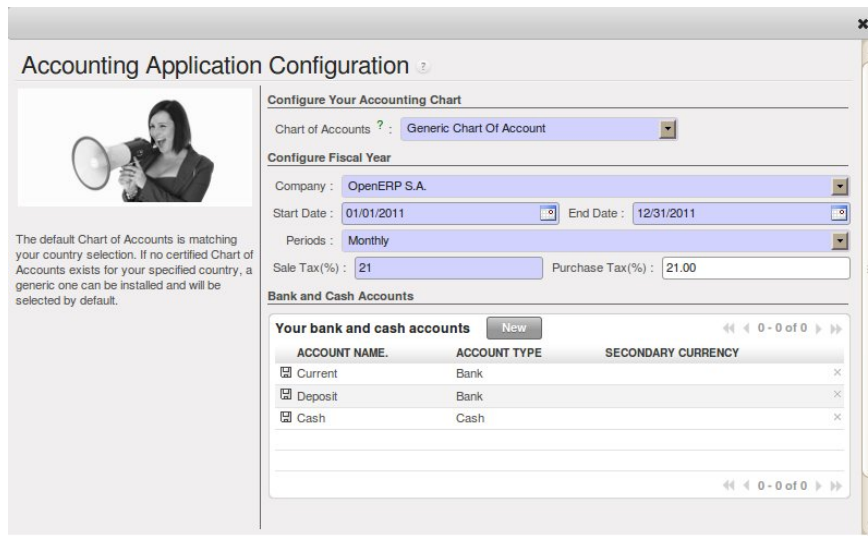 Accounting Application Configuration ?
The default Chart of Accounts is matching
your country selection. If no certified Chart of
Accounts exists for your specified country, a
generic one can be installed and will be
selected by default.
Configure Your Accounting Chart
Chart of Accounts ? : Generic Chart Of Account
Configure Fiscal Year
Company : OpenERP S.A.
Start Date : 01/01/2011 End Date : 12/31/2011
Periods : Monthly
Sale Tax(%) : 21 Purchase Tax(%) : 21.00
Bank and Cash Accounts
Your bank and cash accounts New 0 - 0 of 0
ACCOUNT NAME. ACCOUNT TYPE SECONDARY CURRENCY
Current Bank
Deposit Bank
Cash Cash
0 - 0 of 0